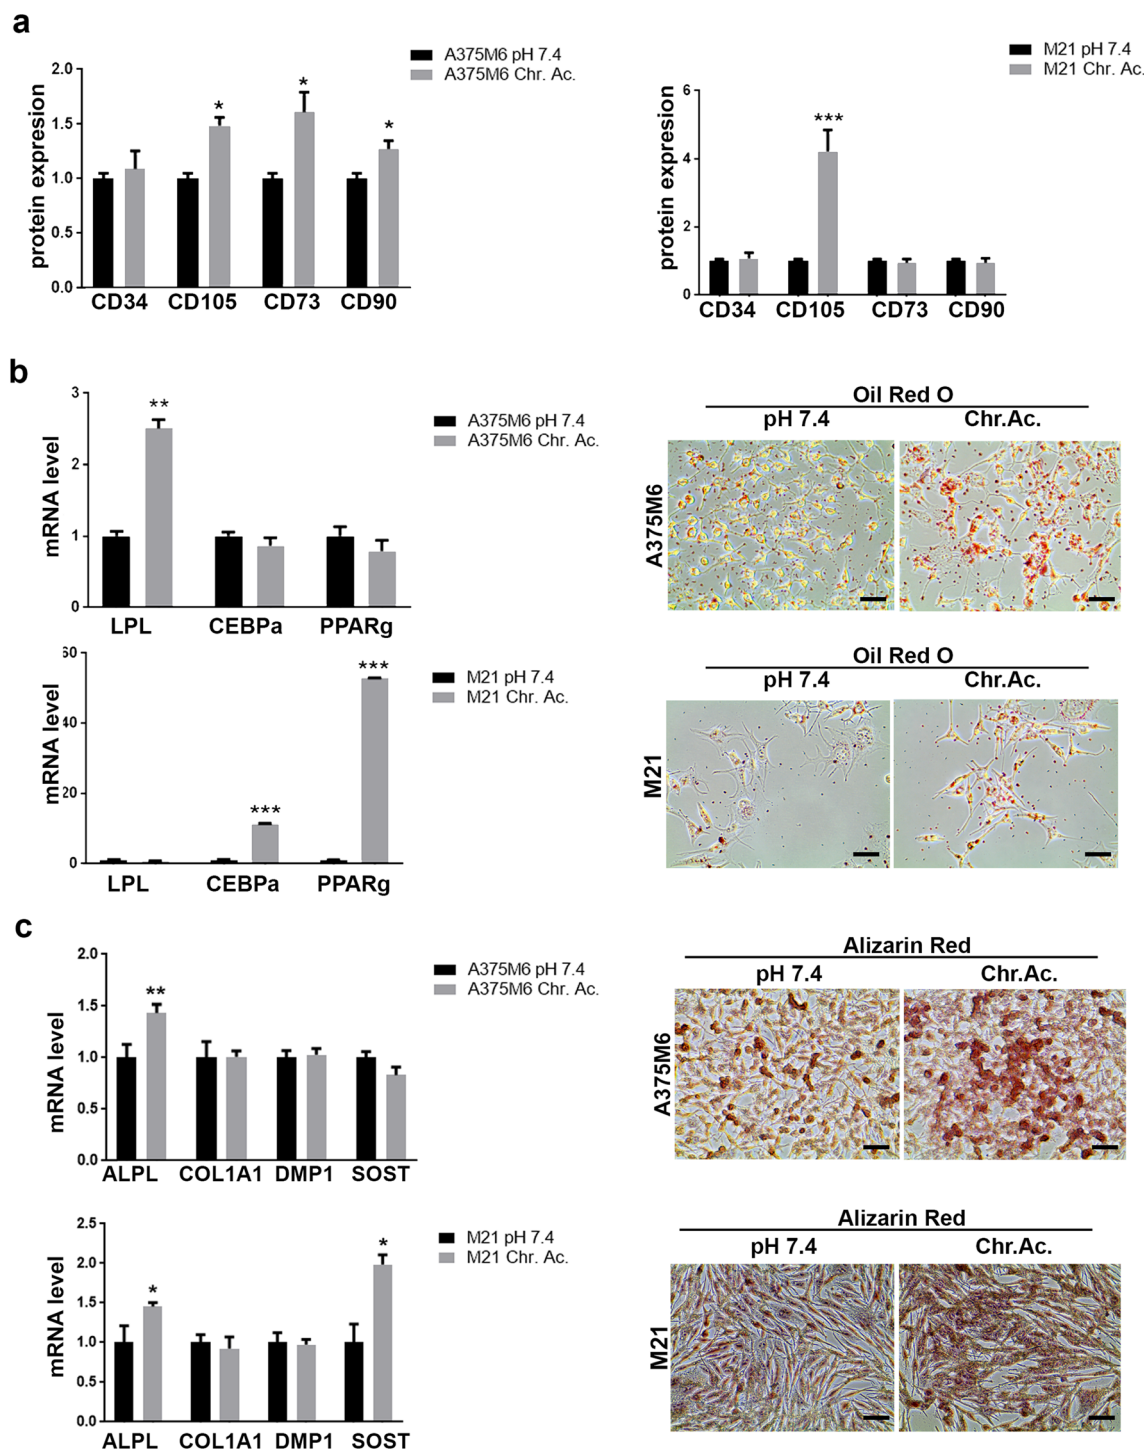 a
A375M6 pH 7.4
A375M6 Chr. Ac.
protein expresion
2.0
1.5
1.0
0.5
0.0
*
*
*
CD34 CD105 CD73 CD90
M21 pH 7.4
M21 Chr. Ac.
protein expresion
6
4
2
0
***
CD34 CD105 CD73 CD90
b
A375M6 pH 7.4
A375M6 Chr. Ac.
mRNA level
3
2
1
0
**
LPL CEBPa PPARg
Oil Red O
pH 7.4 Chr.Ac.
A375M6
M21 pH 7.4
M21 Chr. Ac.
mRNA level
60
40
20
0
***
***
LPL CEBPa PPARg
Oil Red O
pH 7.4 Chr.Ac.
M21
c
A375M6 pH 7.4
A375M6 Chr. Ac.
mRNA level
2.0
1.5
1.0
0.5
0.0
**
ALPL COL1A1 DMP1 SOST
Alizarin Red
pH 7.4 Chr.Ac.
A375M6
M21 pH 7.4
M21 Chr. Ac.
mRNA level
2.5
2.0
1.5
1.0
0.5
0.0
*
*
ALPL COL1A1 DMP1 SOST
Alizarin Red
pH 7.4 Chr.Ac.
M21